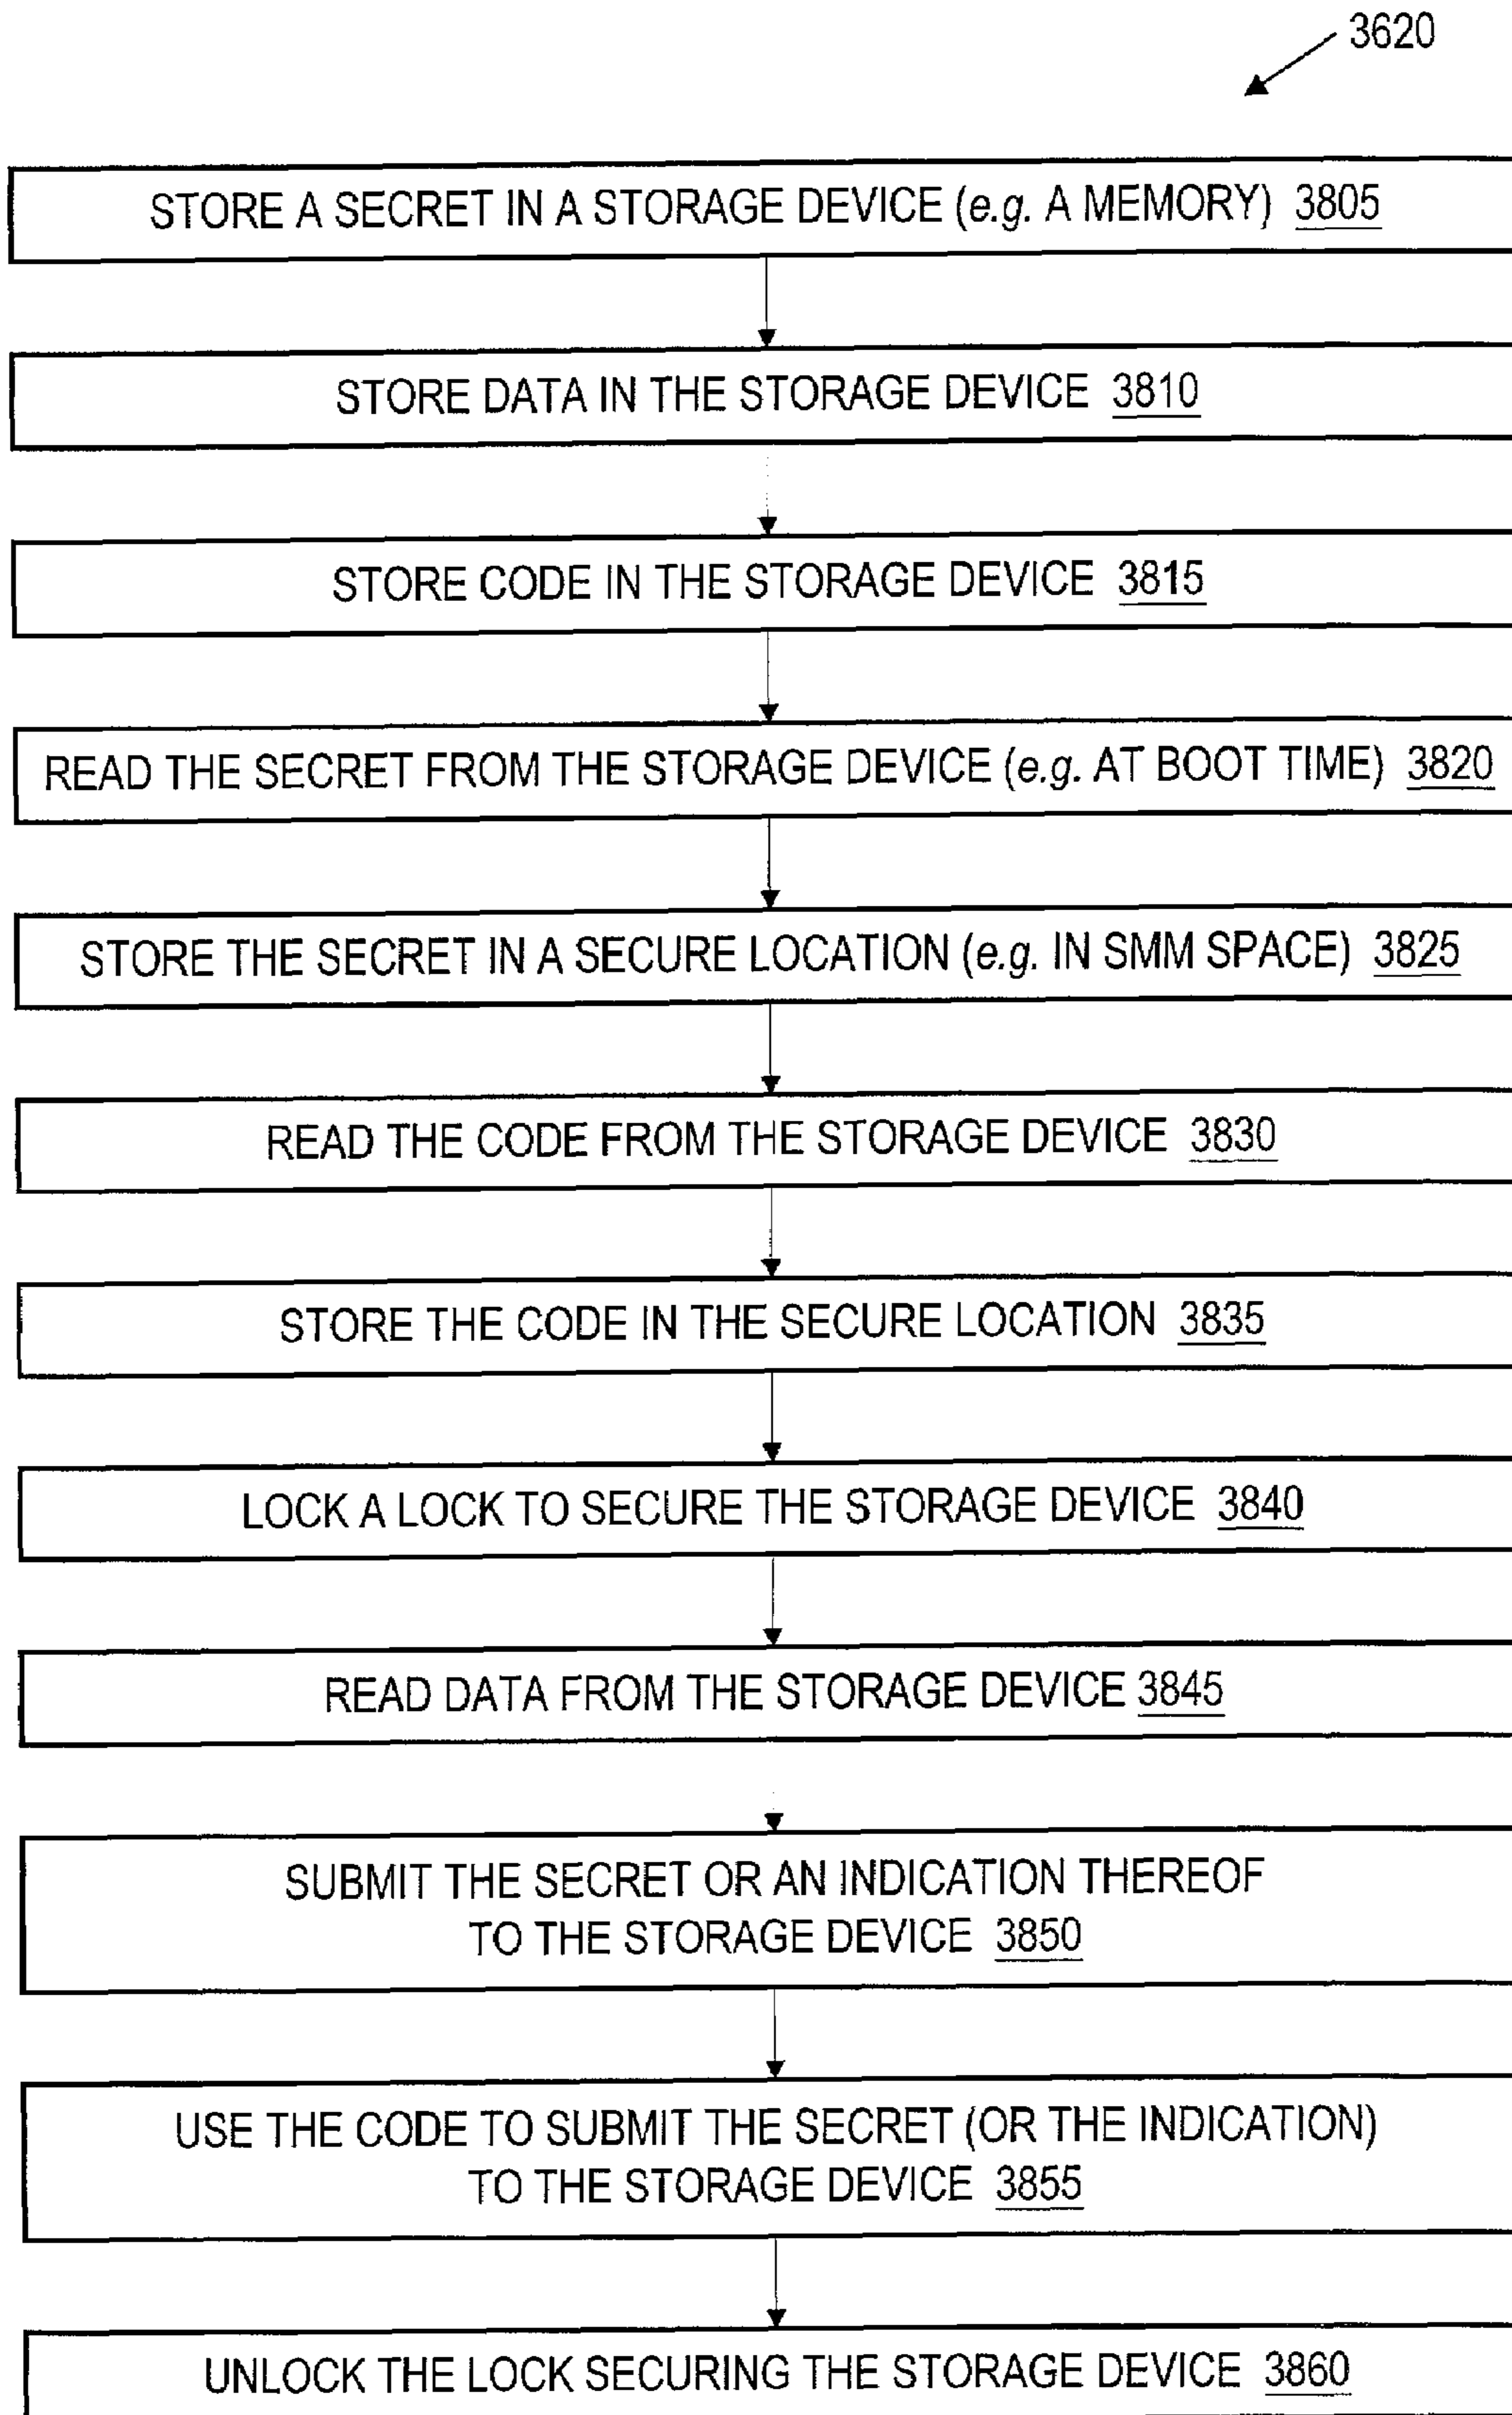 3620
STORE A SECRET IN A STORAGE DEVICE (e.g. A MEMORY) 3805
STORE DATA IN THE STORAGE DEVICE 3810
STORE CODE IN THE STORAGE DEVICE 3815
READ THE SECRET FROM THE STORAGE DEVICE (e.g. AT BOOT TIME) 3820
STORE THE SECRET IN A SECURE LOCATION (e.g. IN SMM SPACE) 3825
READ THE CODE FROM THE STORAGE DEVICE 3830
STORE THE CODE IN THE SECURE LOCATION 3835
LOCK A LOCK TO SECURE THE STORAGE DEVICE 3840
READ DATA FROM THE STORAGE DEVICE 3845
SUBMIT THE SECRET OR AN INDICATION THEREOF
TO THE STORAGE DEVICE 3850
USE THE CODE TO SUBMIT THE SECRET (OR THE INDICATION)
TO THE STORAGE DEVICE 3855
UNLOCK THE LOCK SECURING THE STORAGE DEVICE 3860